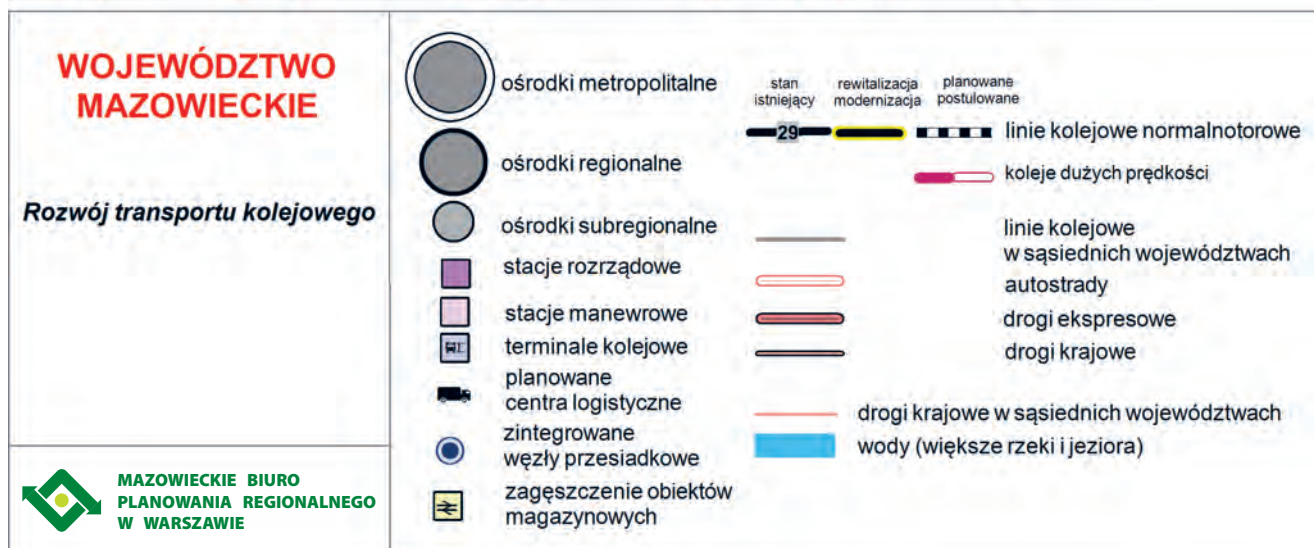 WOJEWÓDZTWO
MAZOWIECKIE
Rozwój transportu kolejowego
MAZOWIECKIE BIURO
PLANOWANIA REGIONALNEGO
W WARSZAWIE
ośrodki metropolitalne
ośrodki regionalne
ośrodki subregionalne
stacje rozrządowe
stacje manewrowe
terminale kolejowe
planowane
centra logistyczne
zintegrowane
węzły przesiadkowe
zagęszczenie obiektów
magazynowych
stan
istniejący
rewitalizacja
modernizacja
planowane
postulowane
29
linie kolejowe normalnotorowe
koleje dużych prędkości
linie kolejowe
w sąsiednich województwach
autostrady
drogi ekspresowe
drogi krajowe
drogi krajowe w sąsiednich województwach
wody (większe rzeki i jeziora)